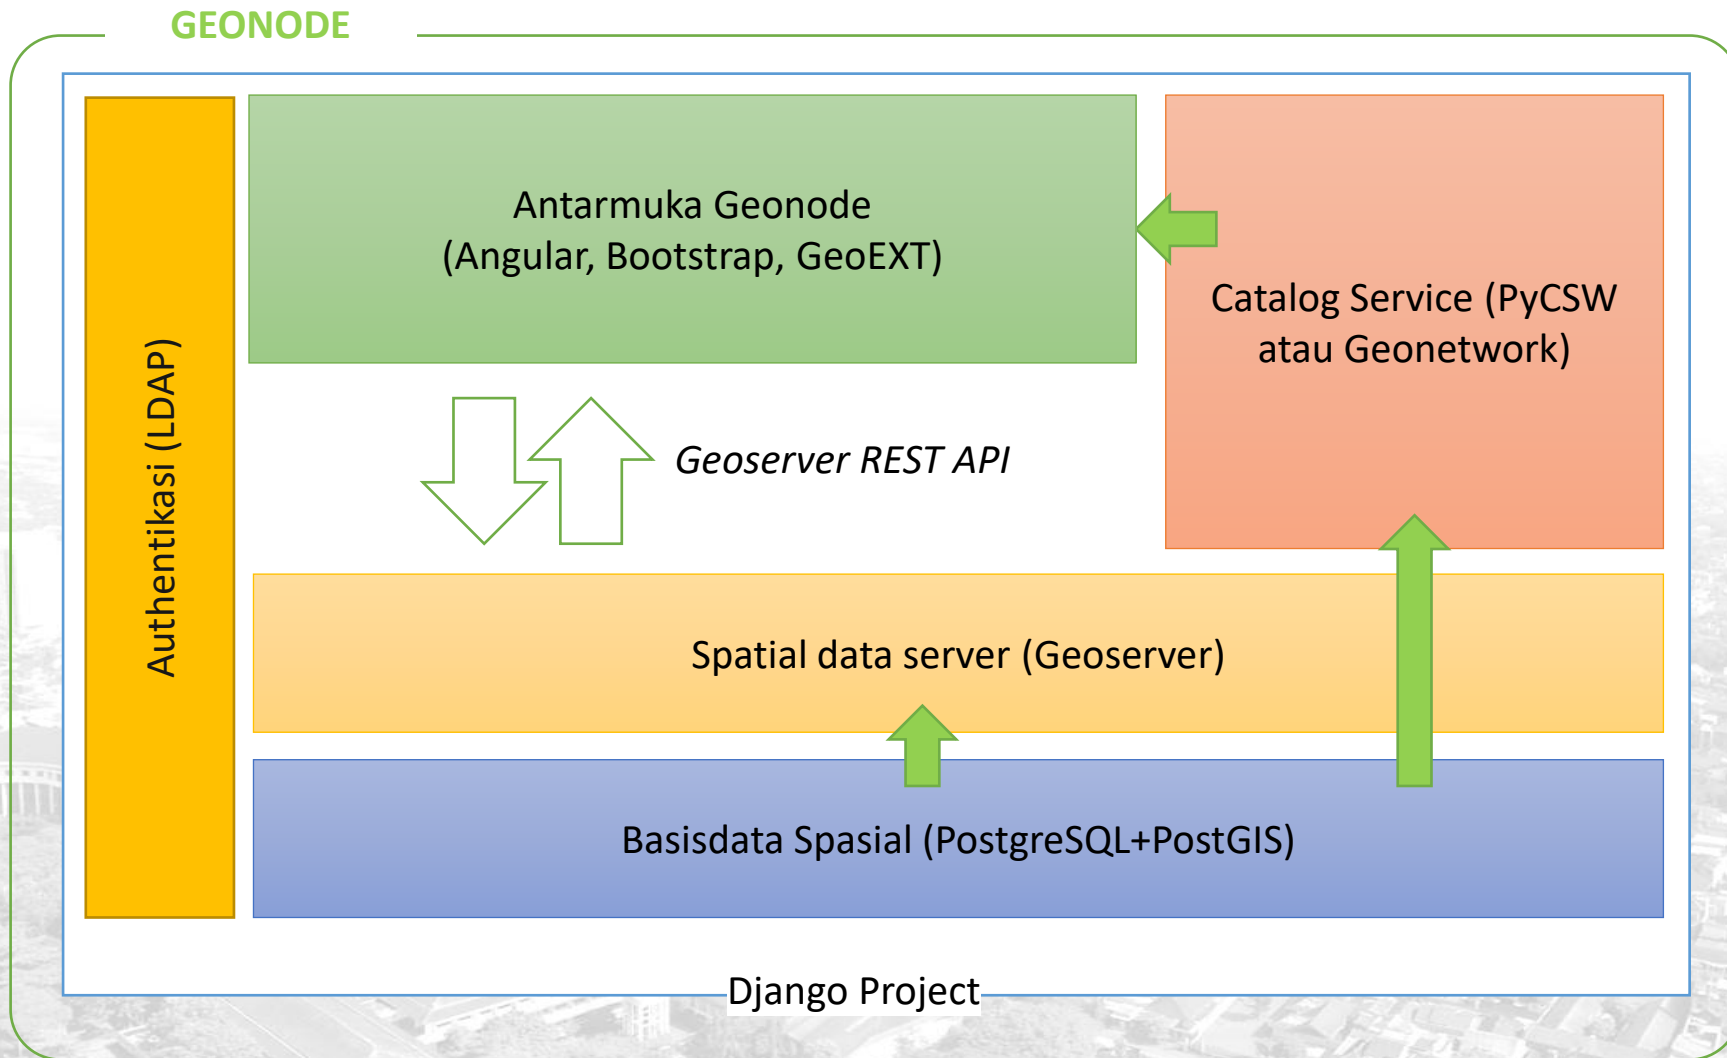 GEONODE
Authentikasi (LDAP)
Antarmuka Geonode
(Angular, Bootstrap, GeoEXT)
Catalog Service (PyCSW
atau Geonetwork)
Geoserver REST API
Spatial data server (Geoserver)
Basisdata Spasial (PostgreSQL+PostGIS)
Django Project